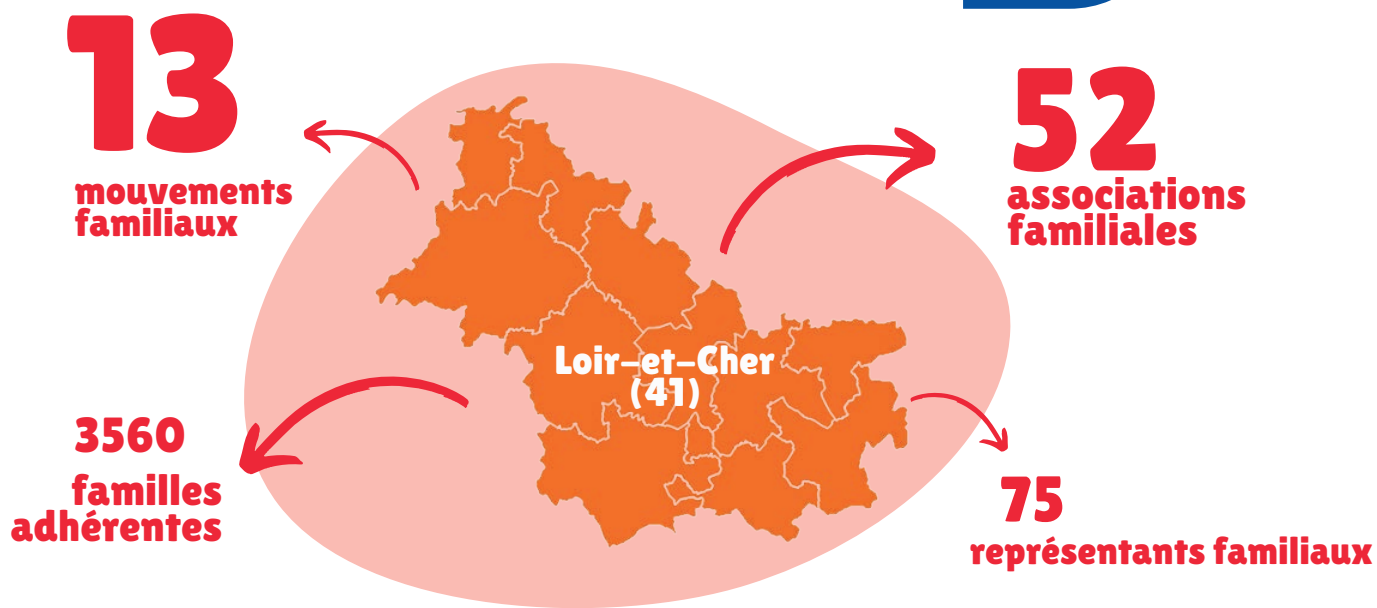 13
mouvements
familiaux
52
associations
familiales
Loir-et-Cher
(41)
3560
familles
adhérentes
75
représentants familiaux